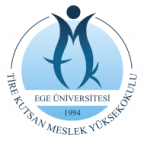 EGE ÜNİVERSİTESİ
1994
TİRE KUTSAN MESLEK YÜKSEKOKULU